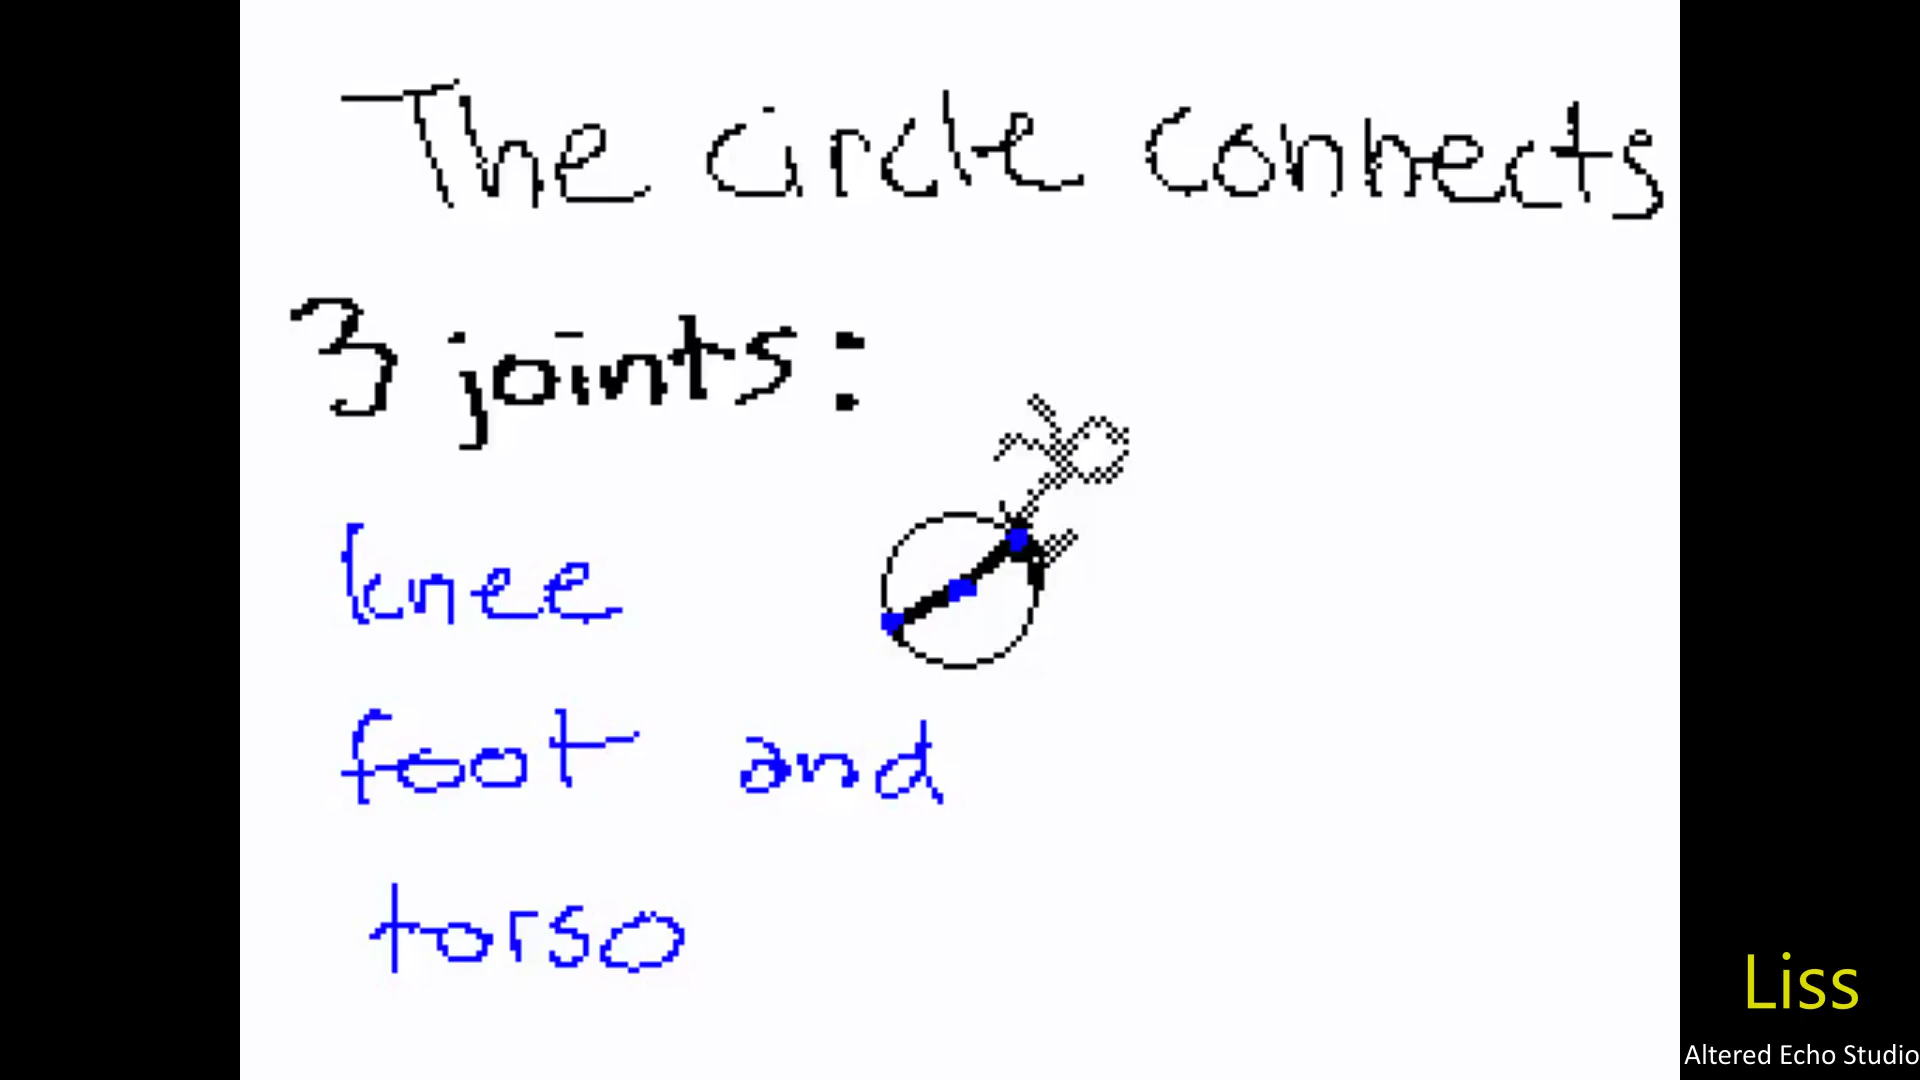 The circle connects
3 joints:
knee
foot and
torso
Liss
Altered Echo Studio